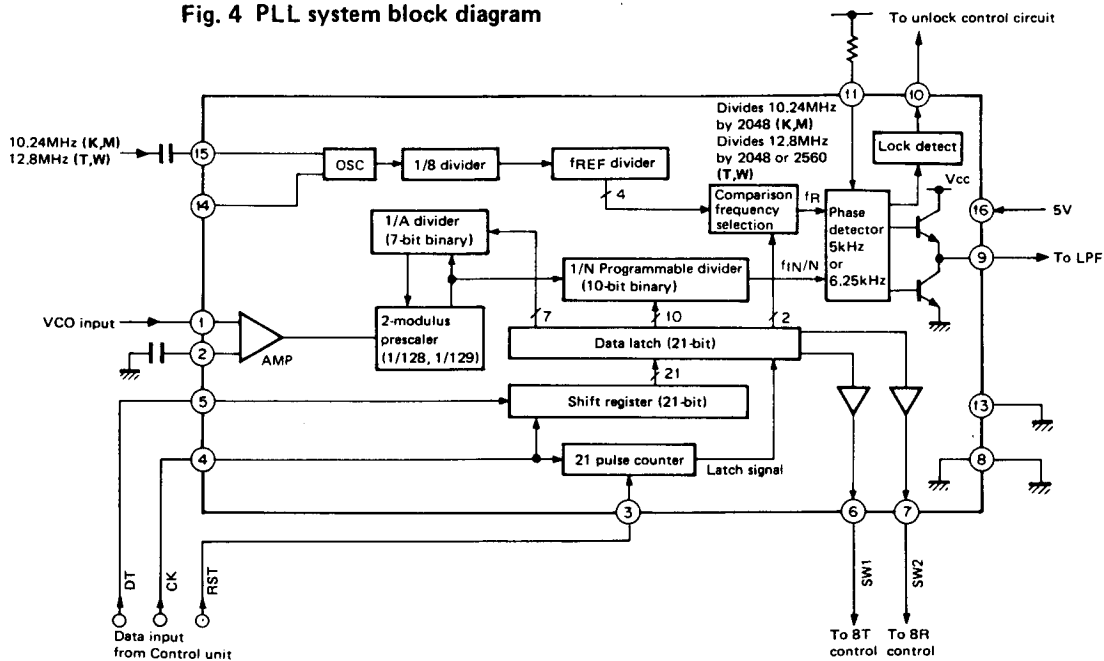 Fig. 4 PLL system block diagram
To unlock control circuit
11
10
10.24MHz (K,M)
12.8MHz (T,W)
15
OSC
1/8 divider
fREF divider
Divides 10.24MHz
by 2048 (K,M)
Divides 12.8MHz
by 2048 or 2560
(T,W)
Lock detect
Vcc
14
4
Comparison
frequency
selection
fR
Phase
detector
5kHz
or
6.25kHz
16
5V
1/A divider
(7-bit binary)
9
To LPF
1/N Programmable divider
(10-bit binary)
fIN/N
VCO input
1
2
AMP
2-modulus
prescaler
(1/128, 1/129)
7
10
2
Data latch (21-bit)
21
5
Shift register (21-bit)
13
4
21 pulse counter
Latch signal
8
3
6
7
DT
CK
RST
SW1
SW2
Data input
from Control unit
To 8T
control
To 8R
control